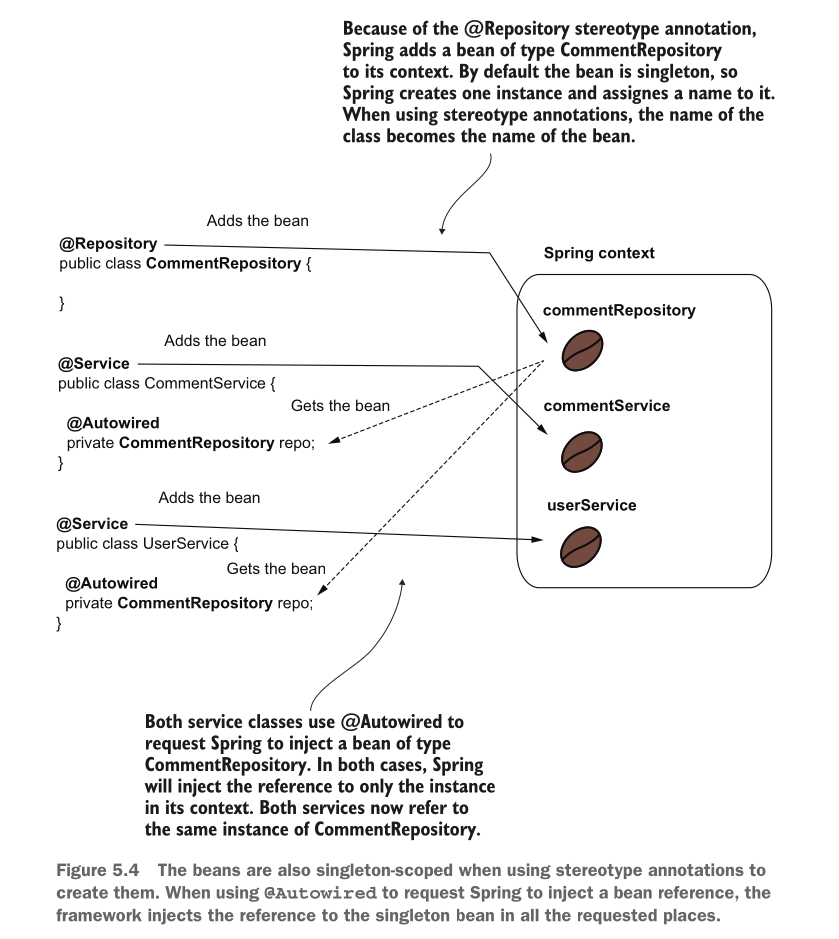 Because of the @Repository stereotype annotation,
Spring adds a bean of type CommentRepository
to its context. By default the bean is singleton, so
Spring creates one instance and assignes a name to it.
When using stereotype annotations, the name of the
class becomes the name of the bean.
Adds the bean
@Repository
public class CommentRepository {
}
Spring context
commentRepository
Adds the bean
@Service
public class CommentService {
Gets the bean
@Autowired
private CommentRepository repo;
}
commentService
Adds the bean
@Service
public class UserService {
Gets the bean
@Autowired
private CommentRepository repo;
}
userService
Both service classes use @Autowired to
request Spring to inject a bean of type
CommentRepository. In both cases, Spring
will inject the reference to only the instance
in its context. Both services now refer to
the same instance of CommentRepository.
Figure 5.4 The beans are also singleton-scoped when using stereotype annotations to
create them. When using @Autowired to request Spring to inject a bean reference, the
framework injects the reference to the singleton bean in all the requested places.